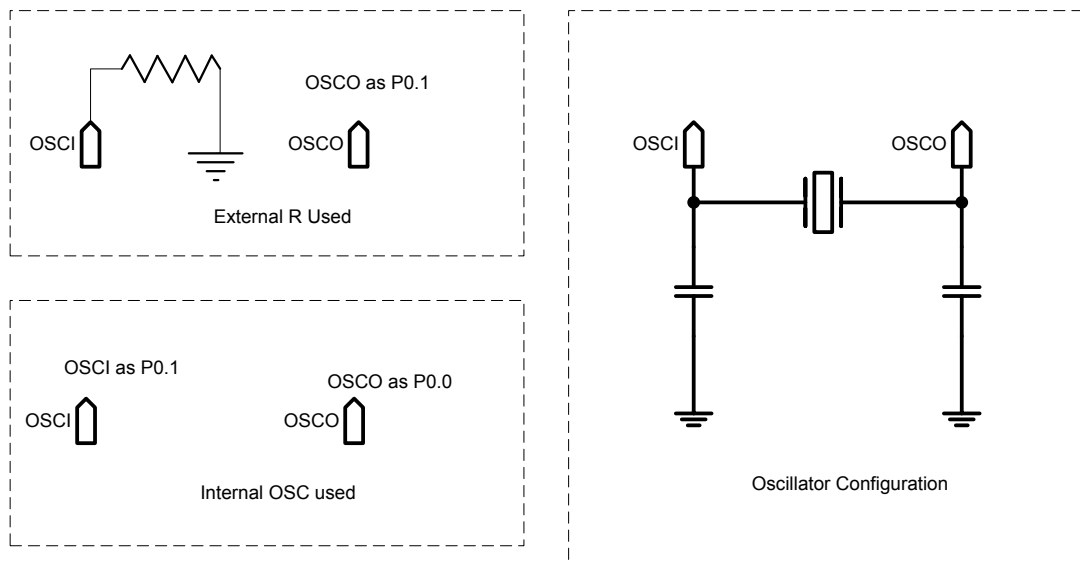 OSCO as P0.1
OSCI
OSCO
External R Used
OSCI as P0.1
OSCO as P0.0
OSCI
OSCO
Internal OSC used
OSCI
OSCO
Oscillator Configuration